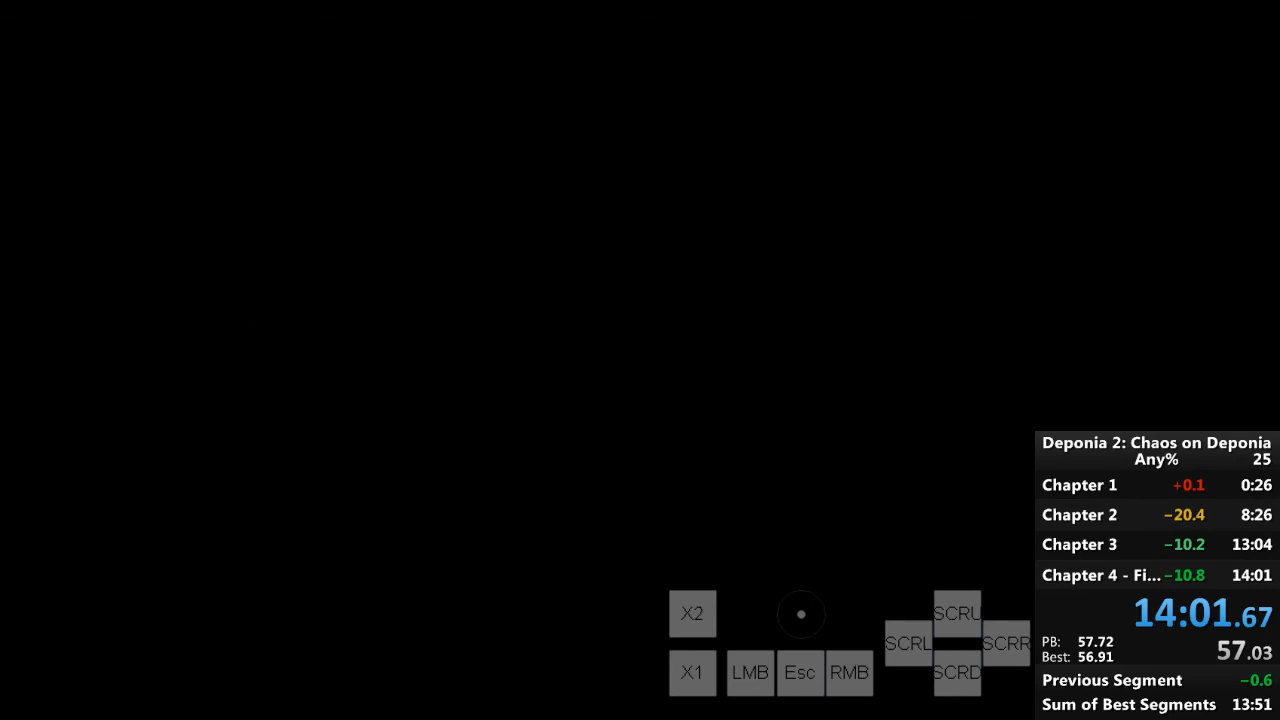 Deponia 2: Chaos on Deponia
Any% 25
Chapter 1 +0.1 0:26
Chapter 2 −20.4 8:26
Chapter 3 −10.2 13:04
Chapter 4 - Fi... −10.8 14:01
14:01.67
PB: 57.72
Best: 56.91
57.03
Previous Segment −0.6
Sum of Best Segments 13:51
X2
SCRU
SCRL
SCRR
X1
LMB
Esc
RMB
SCRD